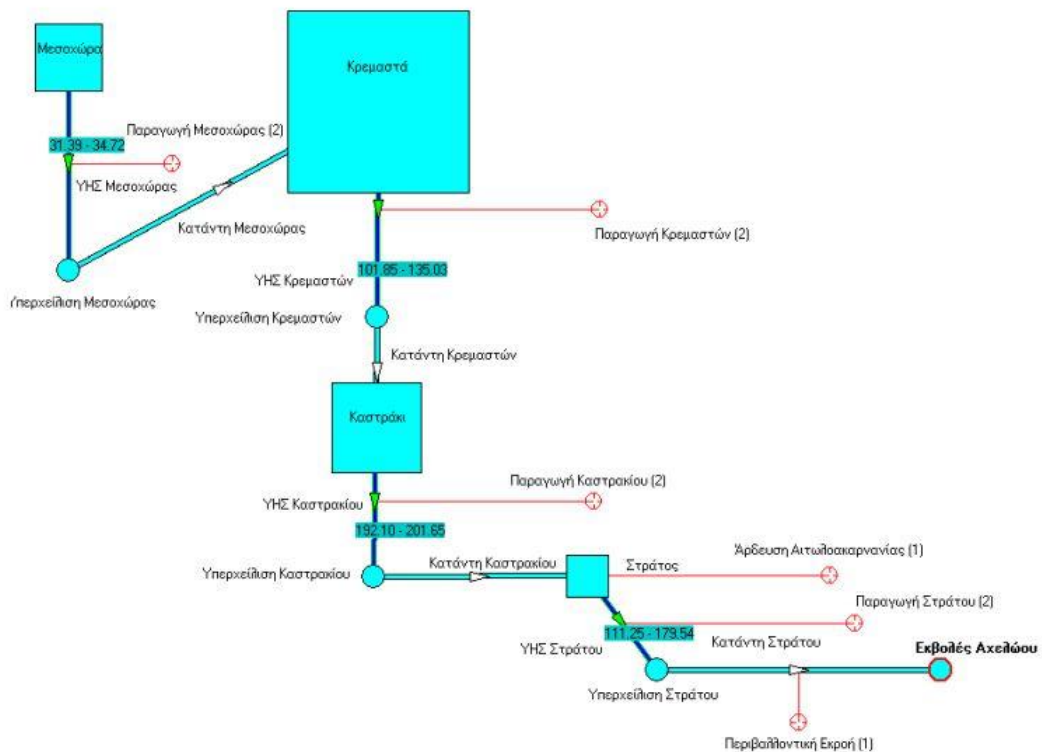 Μεσοχώρα
Κρεμαστά
Παραγωγή Μεσοχώρας (2)
31.39 - 34.72
ΥΗΣ Μεσοχώρας
Κατάντη Μεσοχώρας
Παραγωγή Κρεμαστών (2)
ΥΗΣ Κρεμαστών
101.85 - 135.03
Υπερχείλιση Μεσοχώρας
Υπερχείλιση Κρεμαστών
Κατάντη Κρεμαστών
Καστράκι
Παραγωγή Καστρακίου (2)
ΥΗΣ Καστρακίου
192.10 - 201.65
Άρδευση Αιτωλοακαρνανίας (1)
Κατάντη Καστρακίου
Στράτος
Υπερχείλιση Καστρακίου
Παραγωγή Στράτου (2)
111.25 - 179.54
Κατάντη Στράτου
ΥΗΣ Στράτου
Εκβολές Αχελώου
Υπερχείλιση Στράτου
Περιβαλλοντική Εκροή (1)